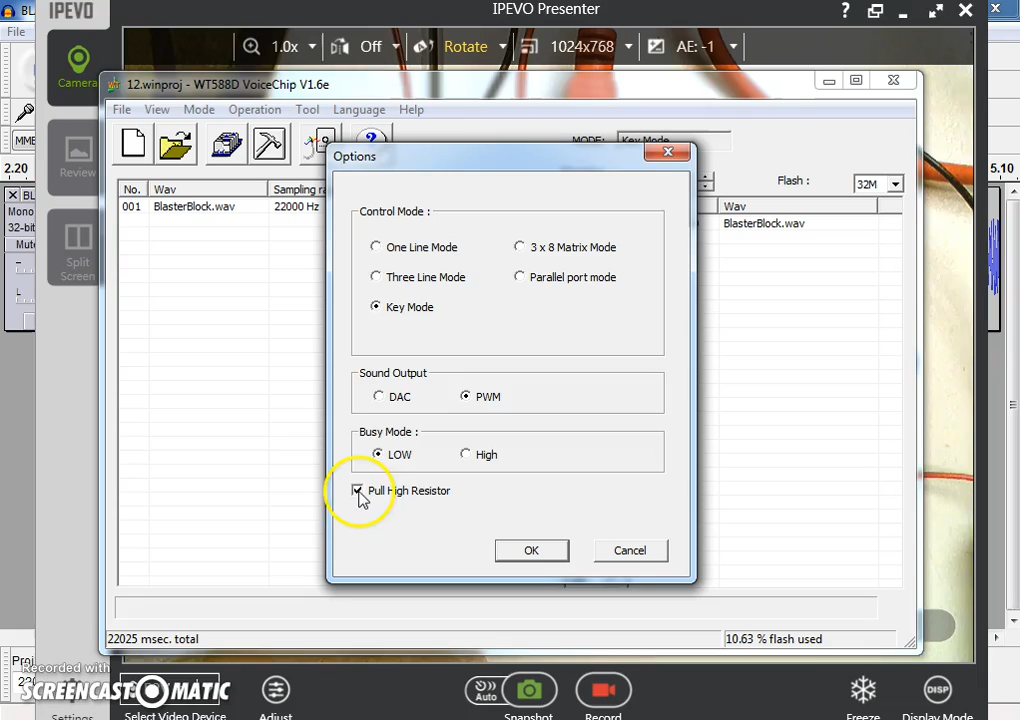 IPEVO
IPEVO Presenter
?
BL
File
Camera
1.0x
Off
Rotate
1024x768
AE: -1
12.winproj - WT588D VoiceChip V1.6e
File View Mode Operation Tool Language Help
MODE: Key Mode
Options
Review
2.20
5.10
Flash : 32M
No. Wav
Sampling ra
Wav
001 BlasterBlock.wav 22000 Hz
BlasterBlock.wav
BL
Mono
32-bit
Mute
L
Split
Screen
Control Mode :
One Line Mode
3 x 8 Matrix Mode
Three Line Mode
Parallel port mode
Key Mode
Sound Output
DAC
PWM
Busy Mode :
LOW
High
Pull High Resistor
OK
Cancel
22025 msec. total
10.63 % flash used
Proj
Recorded with
SCREENCAST-O-MATIC
Auto
DISP
Settings
Select Video Device
Adjust
Snapshot
Record
Freeze
Display Mode